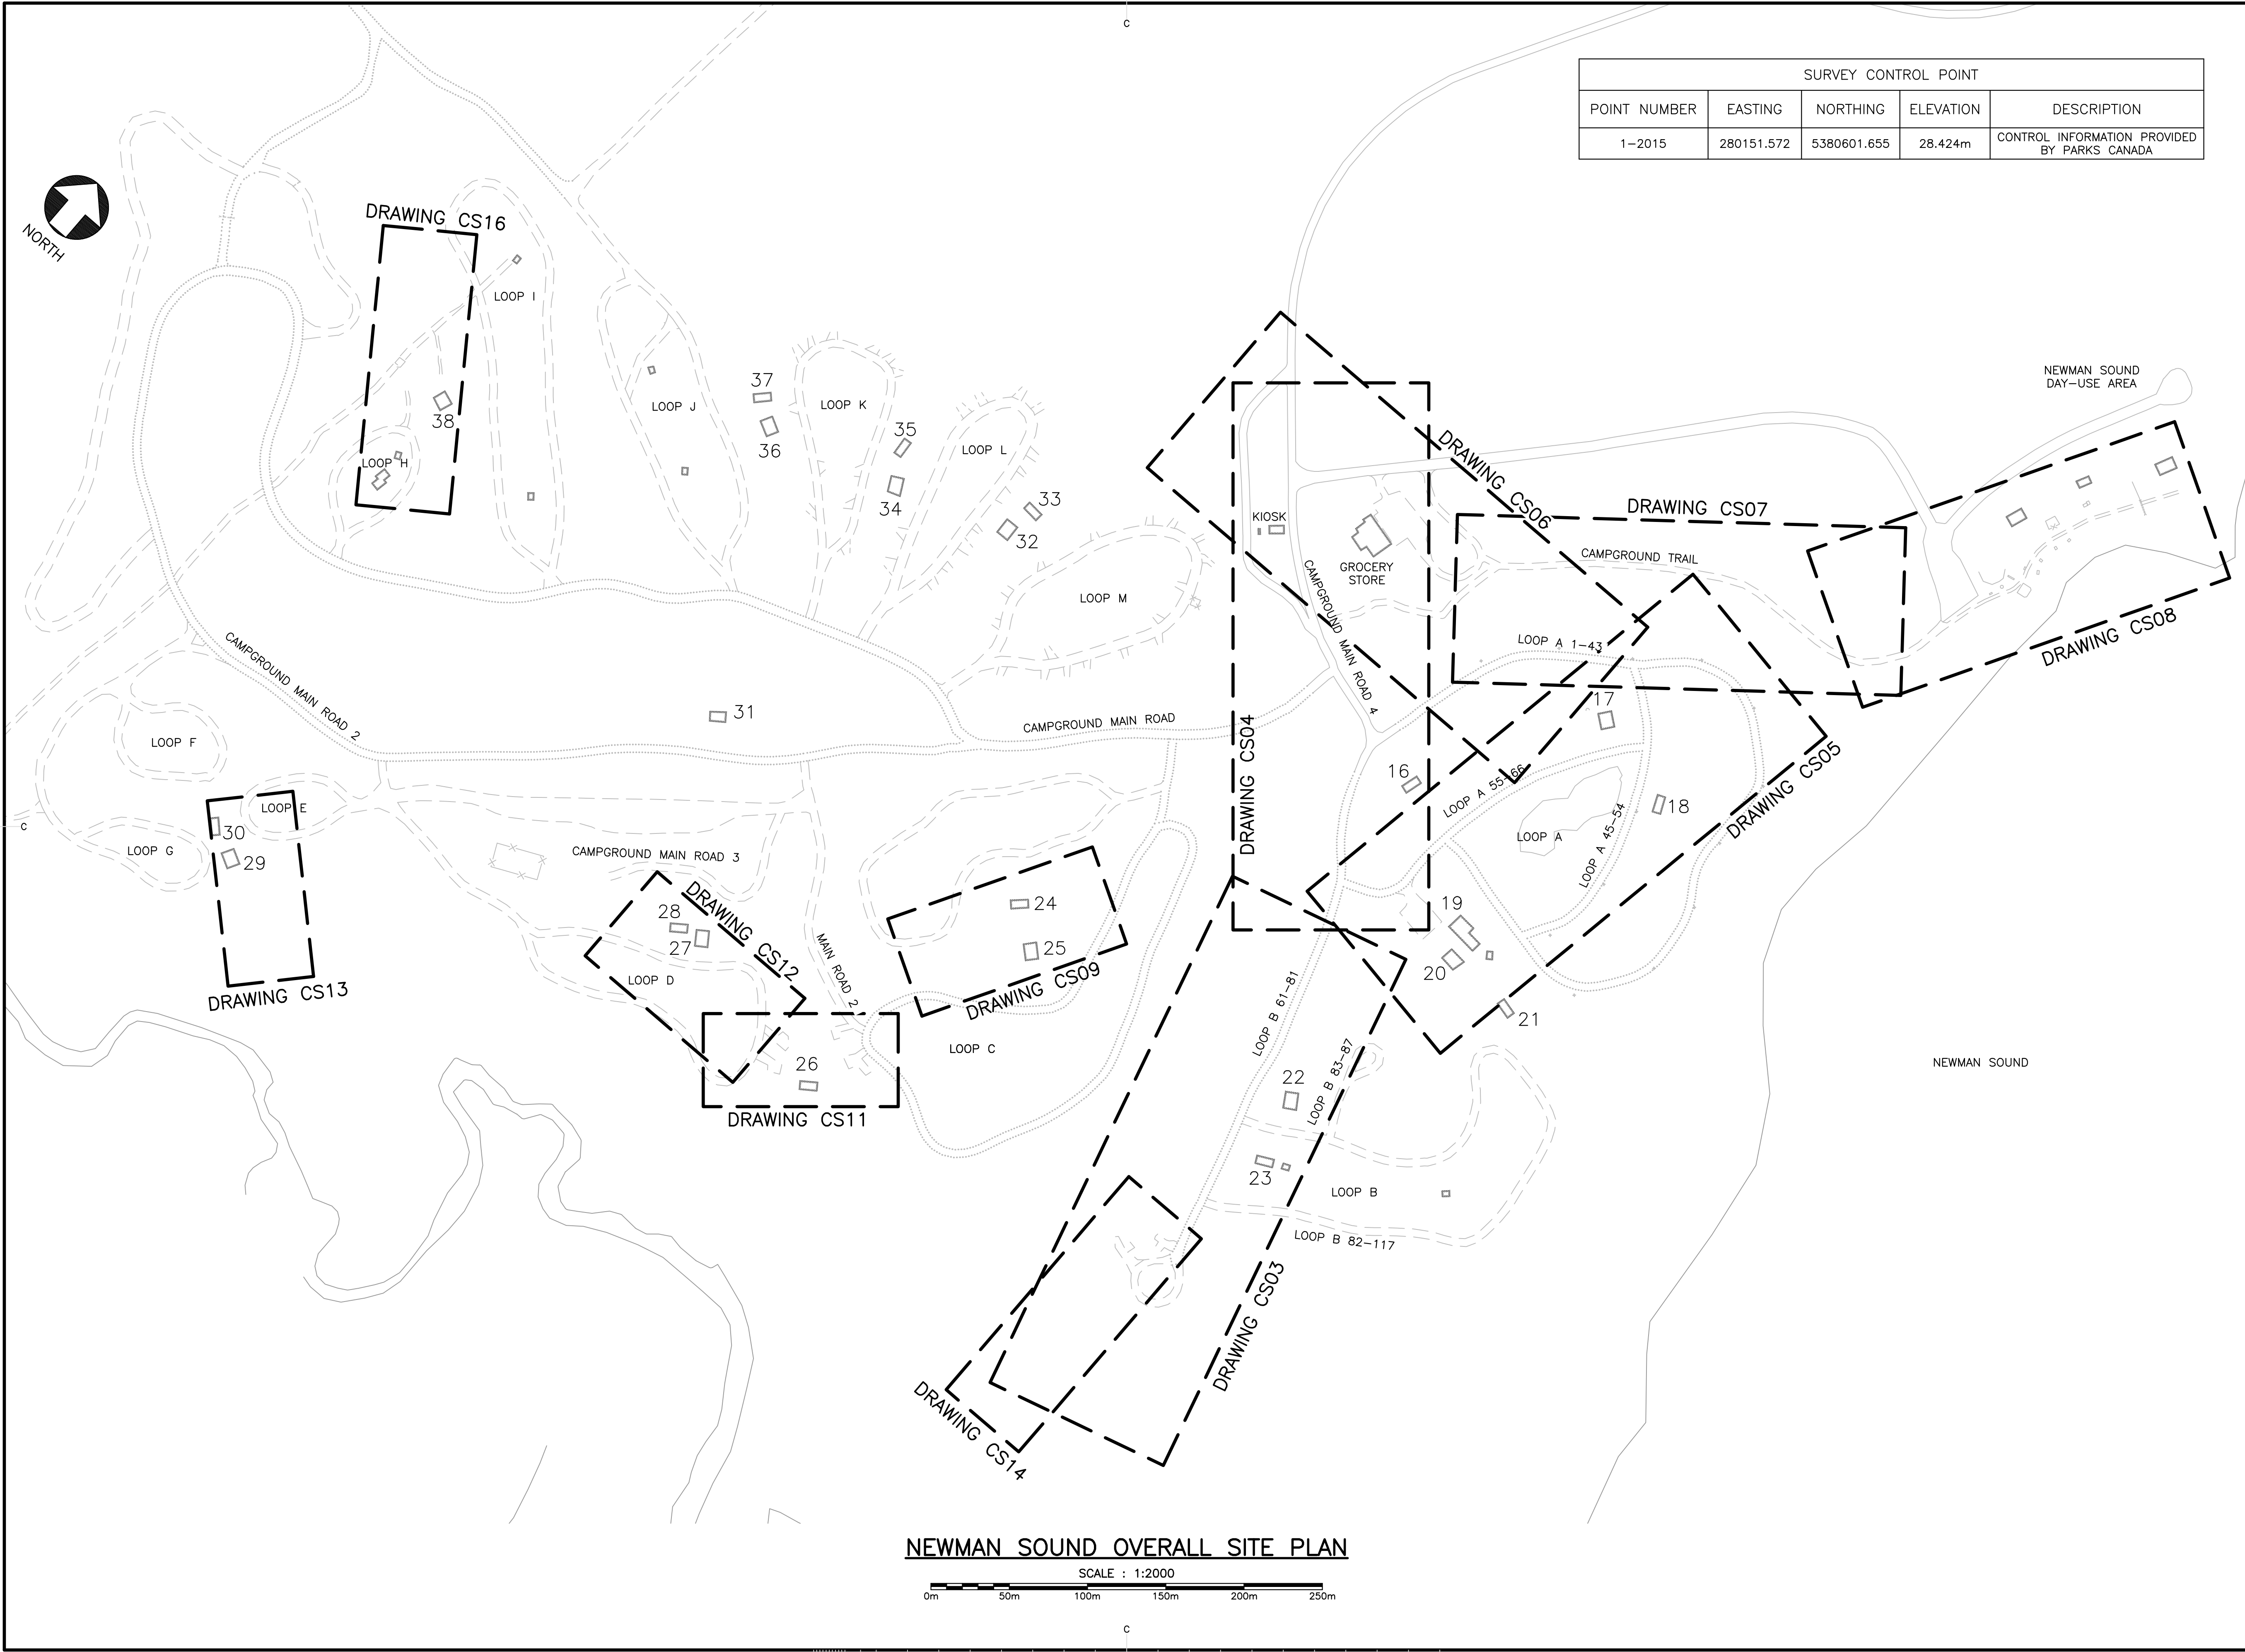 C
SURVEY CONTROL POINT
POINT NUMBER EASTING NORTHING ELEVATION DESCRIPTION
1-2015 280151.572 5380601.655 28.424m CONTROL INFORMATION PROVIDED
BY PARKS CANADA
NORTH
DRAWING CS16
LOOP I
38
LOOP H
LOOP J
37
36
LOOP K
35
34
LOOP L
33
32
LOOP M
NEWMAN SOUND
DAY-USE AREA
DRAWING CS06
KIOSK
GROCERY
STORE
DRAWING CS07
CAMPGROUND TRAIL
DRAWING CS08
CAMPGROUND MAIN ROAD 4
LOOP A 1-43
17
CAMPGROUND MAIN ROAD 2
31
CAMPGROUND MAIN ROAD
DRAWING CS04
16
LOOP A 55-66
LOOP A
LOOP A 45-54
18
DRAWING CS05
LOOP F
LOOP E
C
30
LOOP G
29
DRAWING CS13
CAMPGROUND MAIN ROAD 3
28
27
DRAWING CS12
LOOP D
MAIN ROAD 2
24
25
DRAWING CS09
19
20
21
LOOP C
26
DRAWING CS11
LOOP B 61-81
22
LOOP B 83-87
23
LOOP B
LOOP B 82-117
NEWMAN SOUND
DRAWING CS03
DRAWING CS14
NEWMAN SOUND OVERALL SITE PLAN
SCALE : 1:2000
0m 50m 100m 150m 200m 250m
C